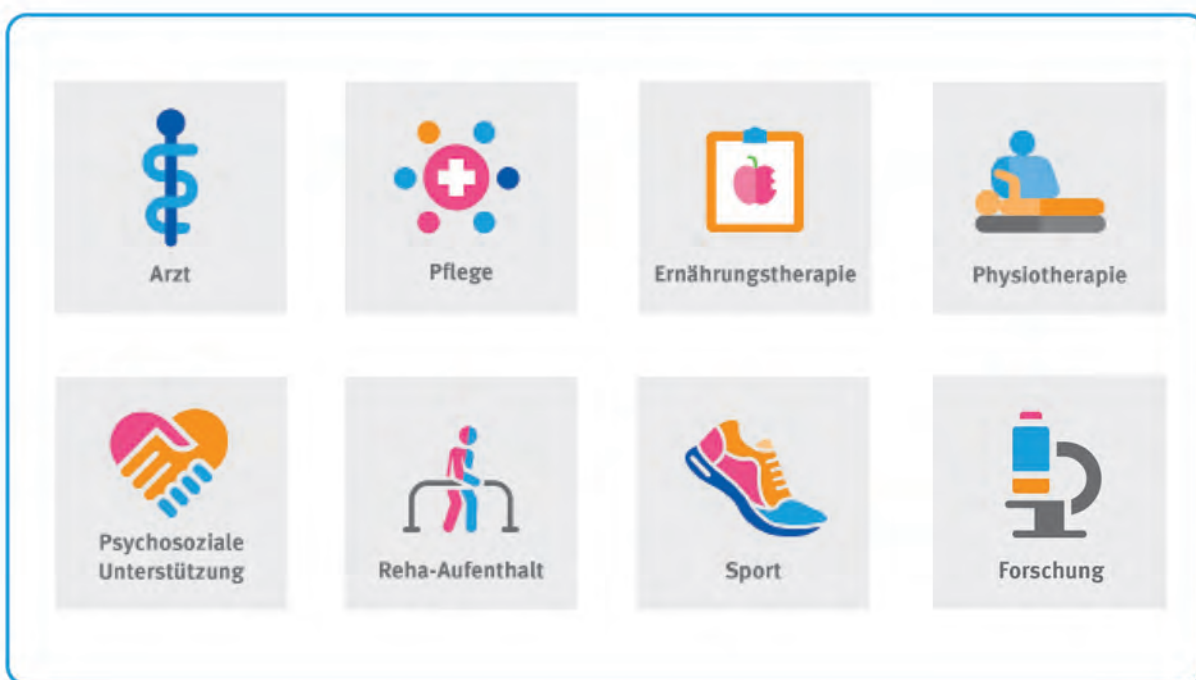 Arzt
Pflege
Ernährungstherapie
Physiotherapie
Psychosoziale
Unterstützung
Reha-Aufenthalt
Sport
Forschung